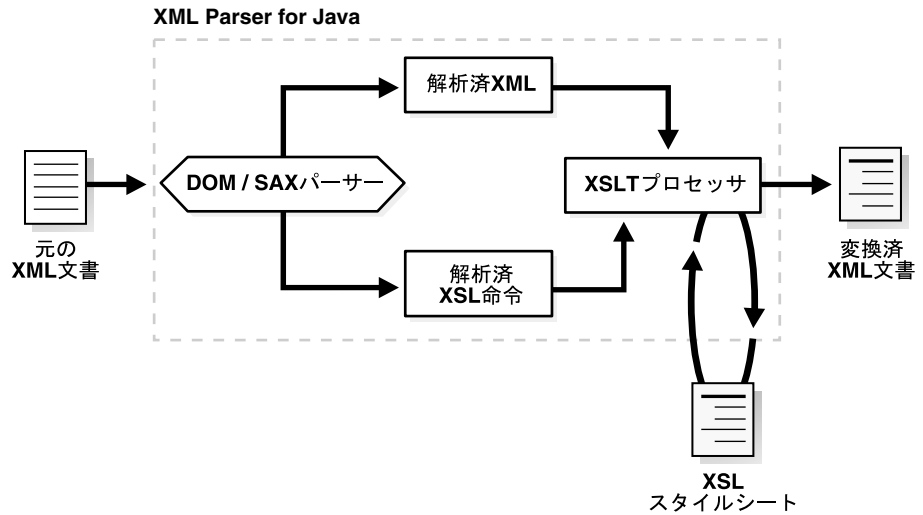 XML Parser for Java
解析済XML
DOM / SAXパーサー
XSLTプロセッサ
元の
XML文書
解析済
XSL命令
変換済
XML文書
XSL
スタイルシート